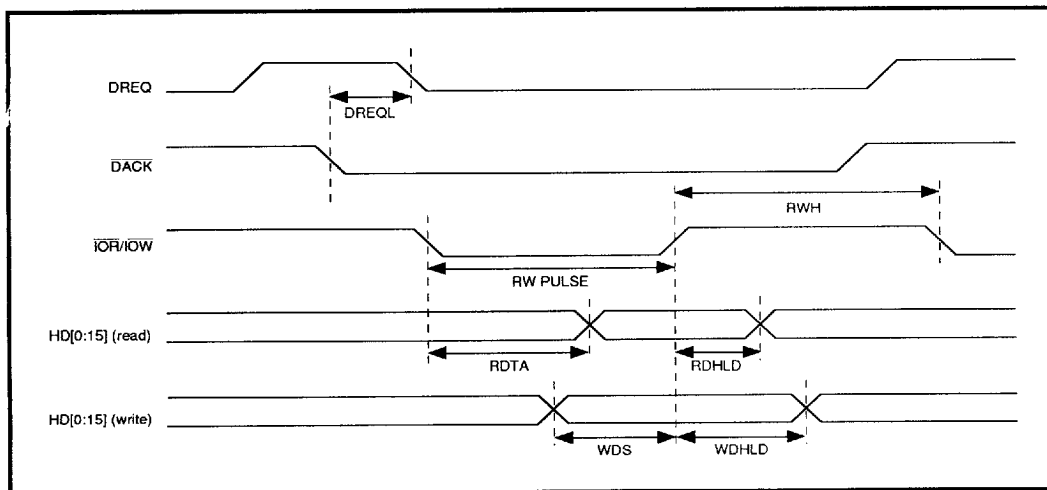 DREQ
DREQL
DACK
RWH
IOR/IOW
RW PULSE
HD[0:15] (read)
RDTA
RDHLD
HD[0:15] (write)
WDS
WDHLD